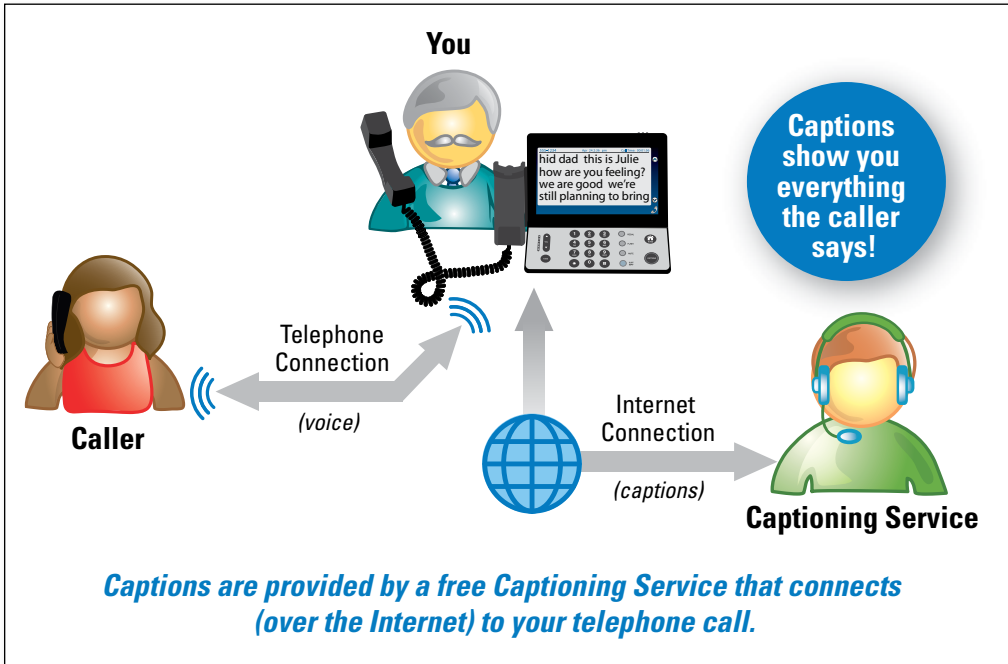 You
hid dad this is Julie
how are you feeling?
we are good we're
still planning to bring
Captions
show you
everything
the caller
says!
Telephone
Connection
(voice)
Caller
Internet
Connection
(captions)
Captioning Service
Captions are provided by a free Captioning Service that connects
(over the Internet) to your telephone call.